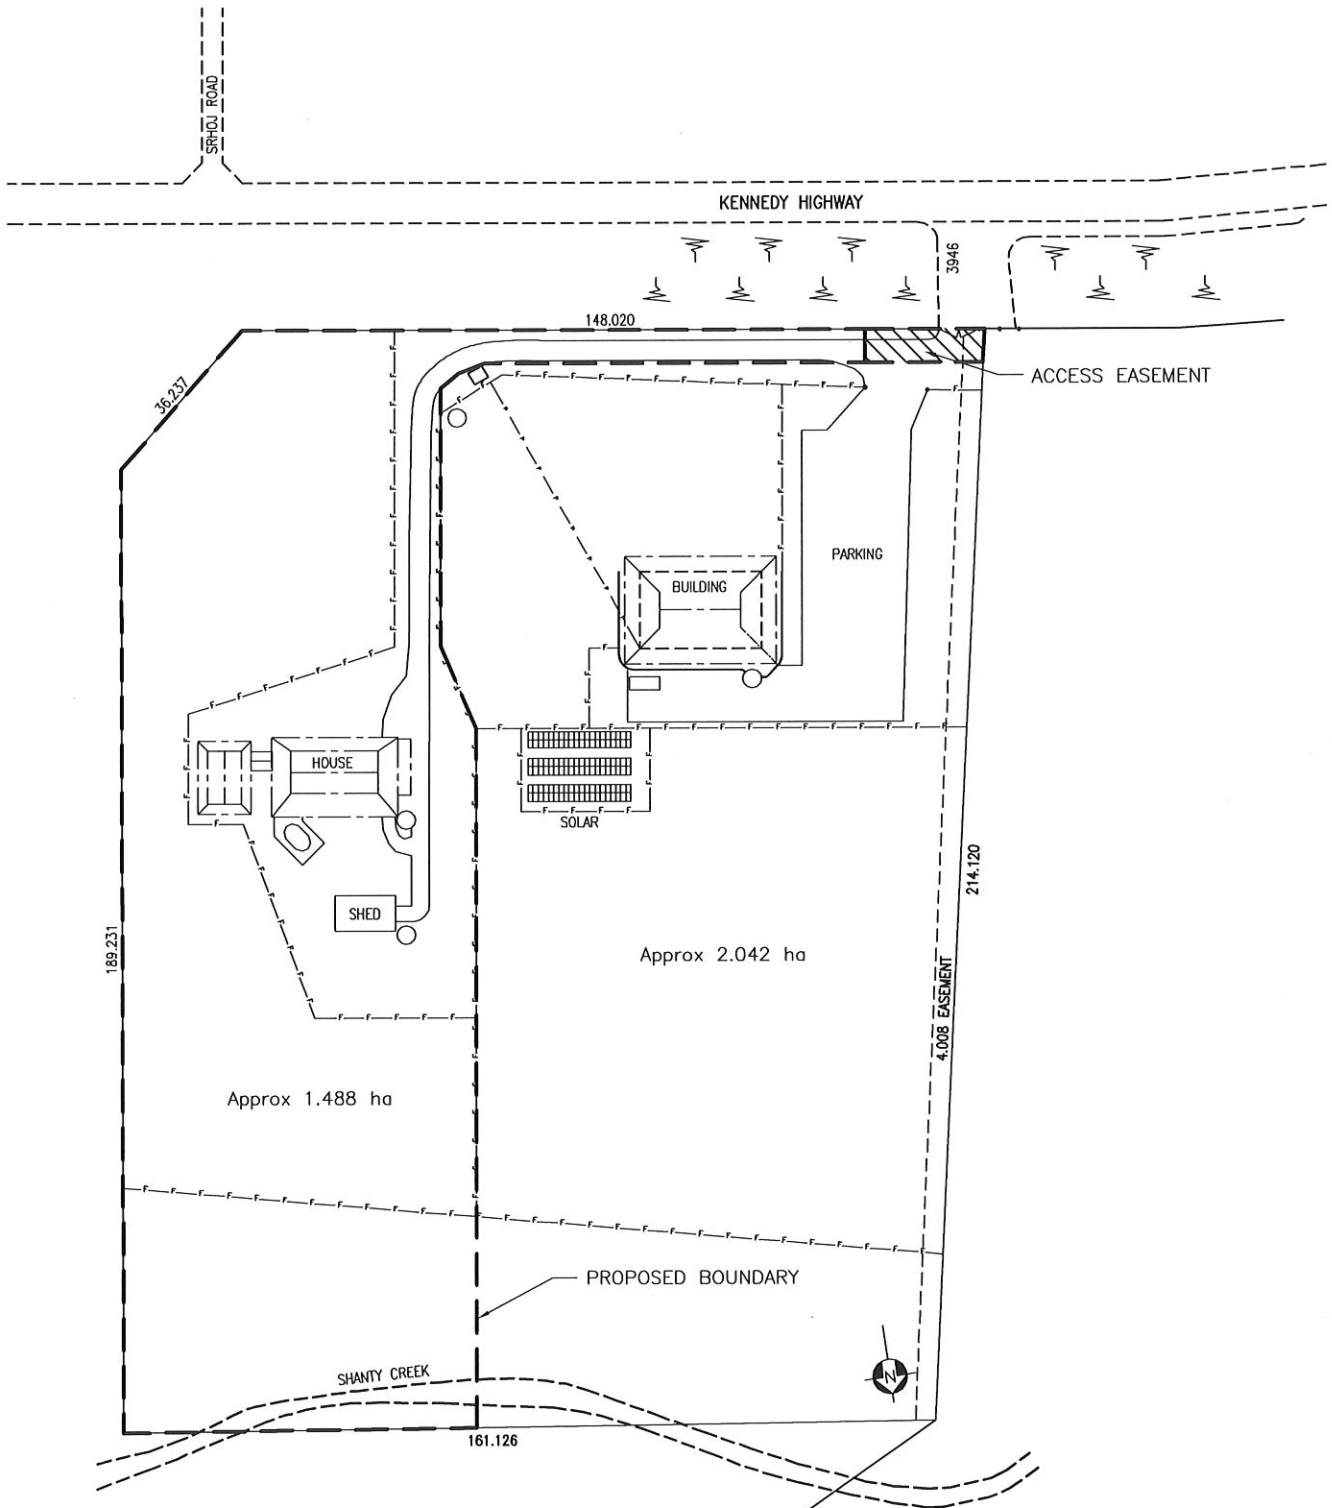 SRHOJ ROAD
KENNEDY HIGHWAY
3946
148.020
ACCESS EASEMENT
36.237
PARKING
BUILDING
HOUSE
SOLAR
SHED
214.120
189.231
Approx 2.042 ha
4.008 EASEMENT
Approx 1.488 ha
PROPOSED BOUNDARY
SHANTY CREEK
N
161.126